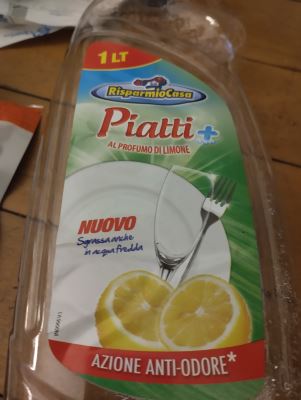 1 LT
RisparmioCasa
Piatti +
AL PROFUMO DI LIMONE
NUOVO
Sgrassa anche
in acqua fredda
AZIONE ANTI-ODORE*